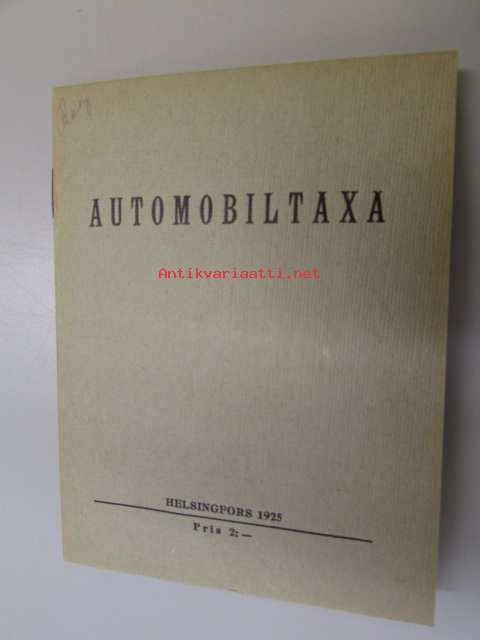 AUTOMOBILTAXA
Antikvariaatti.net
HELSINGFORS 1925
Pris 2:—